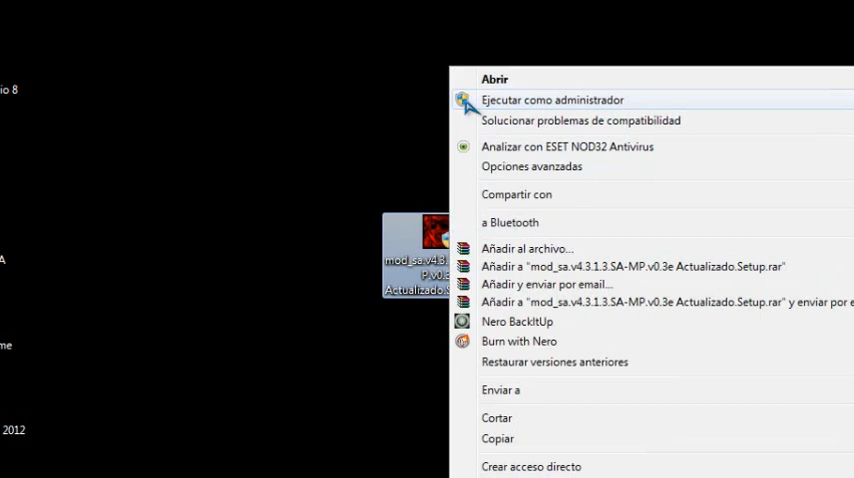 io 8
Abrir
Ejecutar como administrador
Solucionar problemas de compatibilidad
Analizar con ESET NOD32 Antivirus
Opciones avanzadas
Compartir con
a Bluetooth
A
mod_sa.v4.3.
P.v0.
Actualizado.S
Añadir al archivo...
Añadir a "mod_sa.v4.3.1.3.SA-MP.v0.3e Actualizado.Setup.rar"
Añadir y enviar por email...
Añadir a "mod_sa.v4.3.1.3.SA-MP.v0.3e Actualizado.Setup.rar" y enviar por e
Nero BackItUp
me
Burn with Nero
Restaurar versiones anteriores
Enviar a
Cortar
2012
Copiar
Crear acceso directo